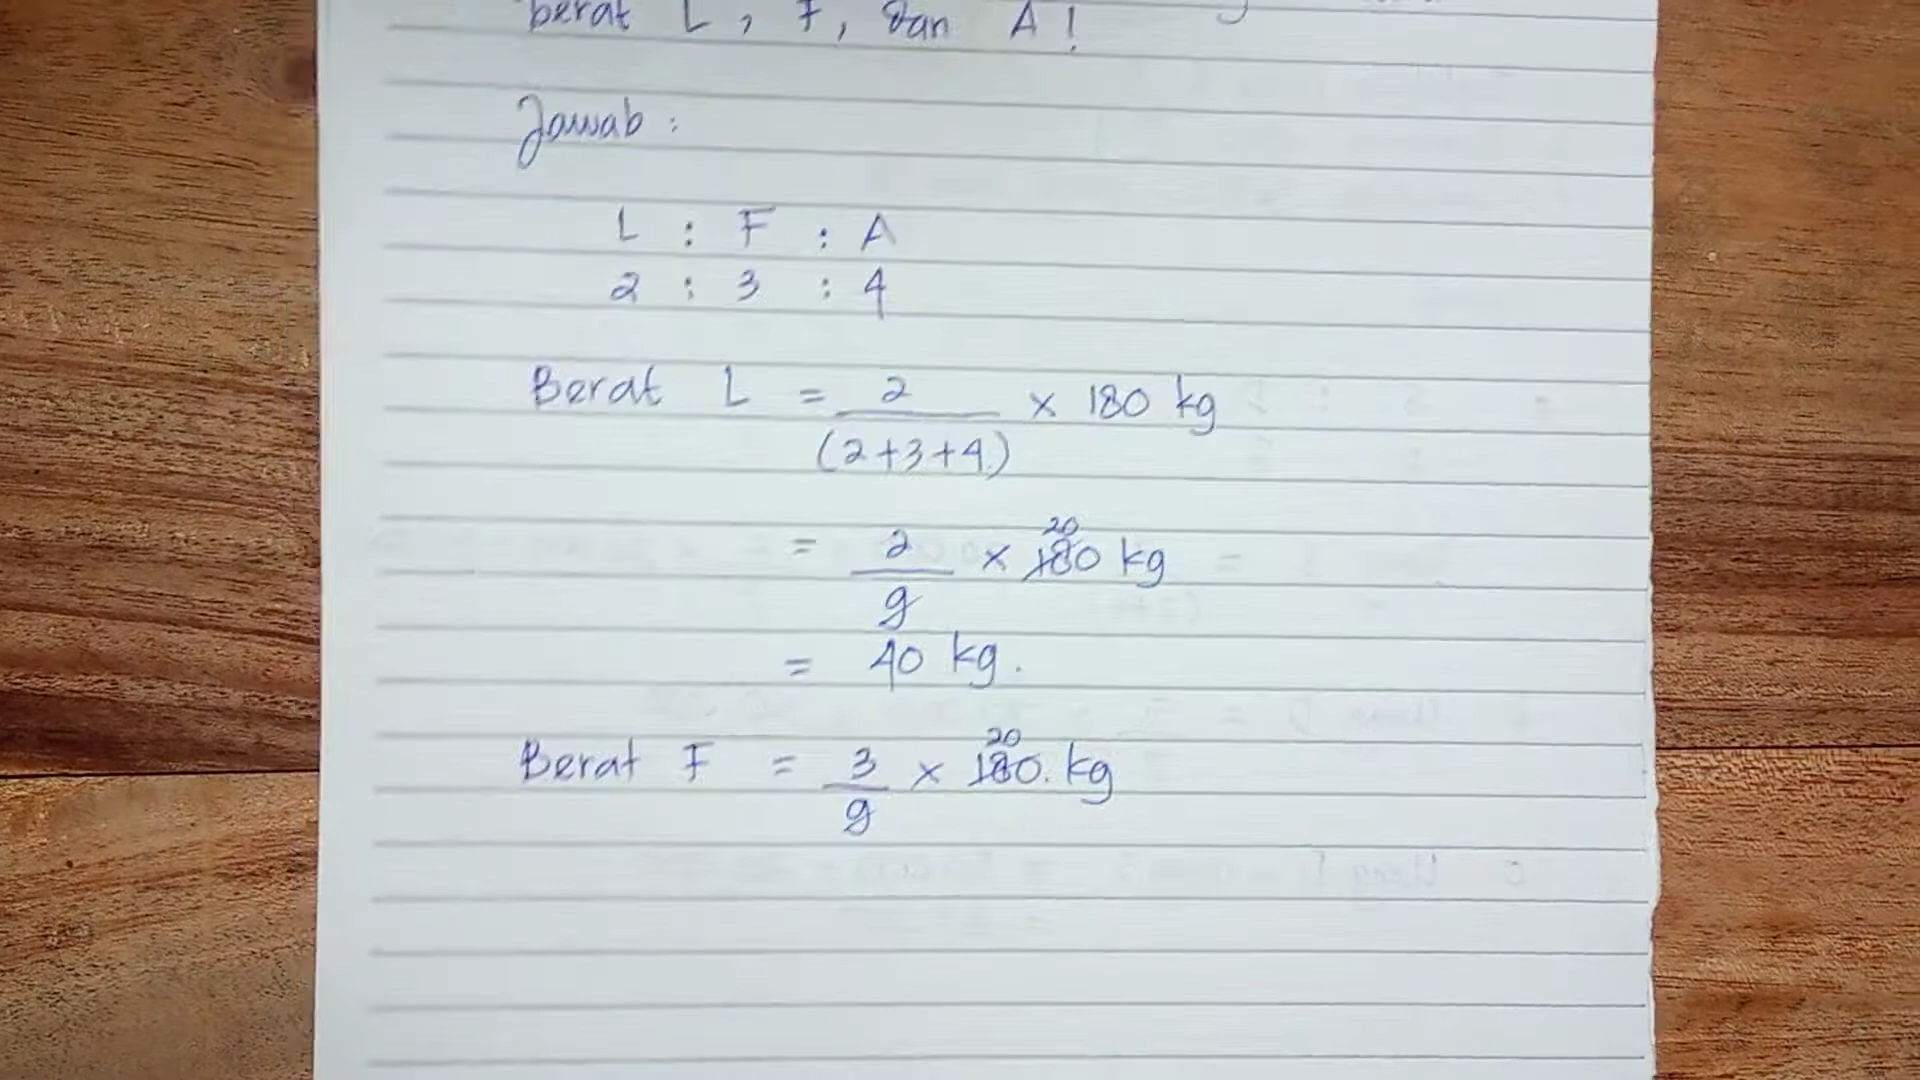 berat L, F, dan A!
Jawab :
L : F : A
2 : 3 : 4
Berat L = 2/(2+3+4) × 180 kg
= 2/9 × 180 kg 20
= 40 kg.
Berat F = 3/9 × 180. kg 20